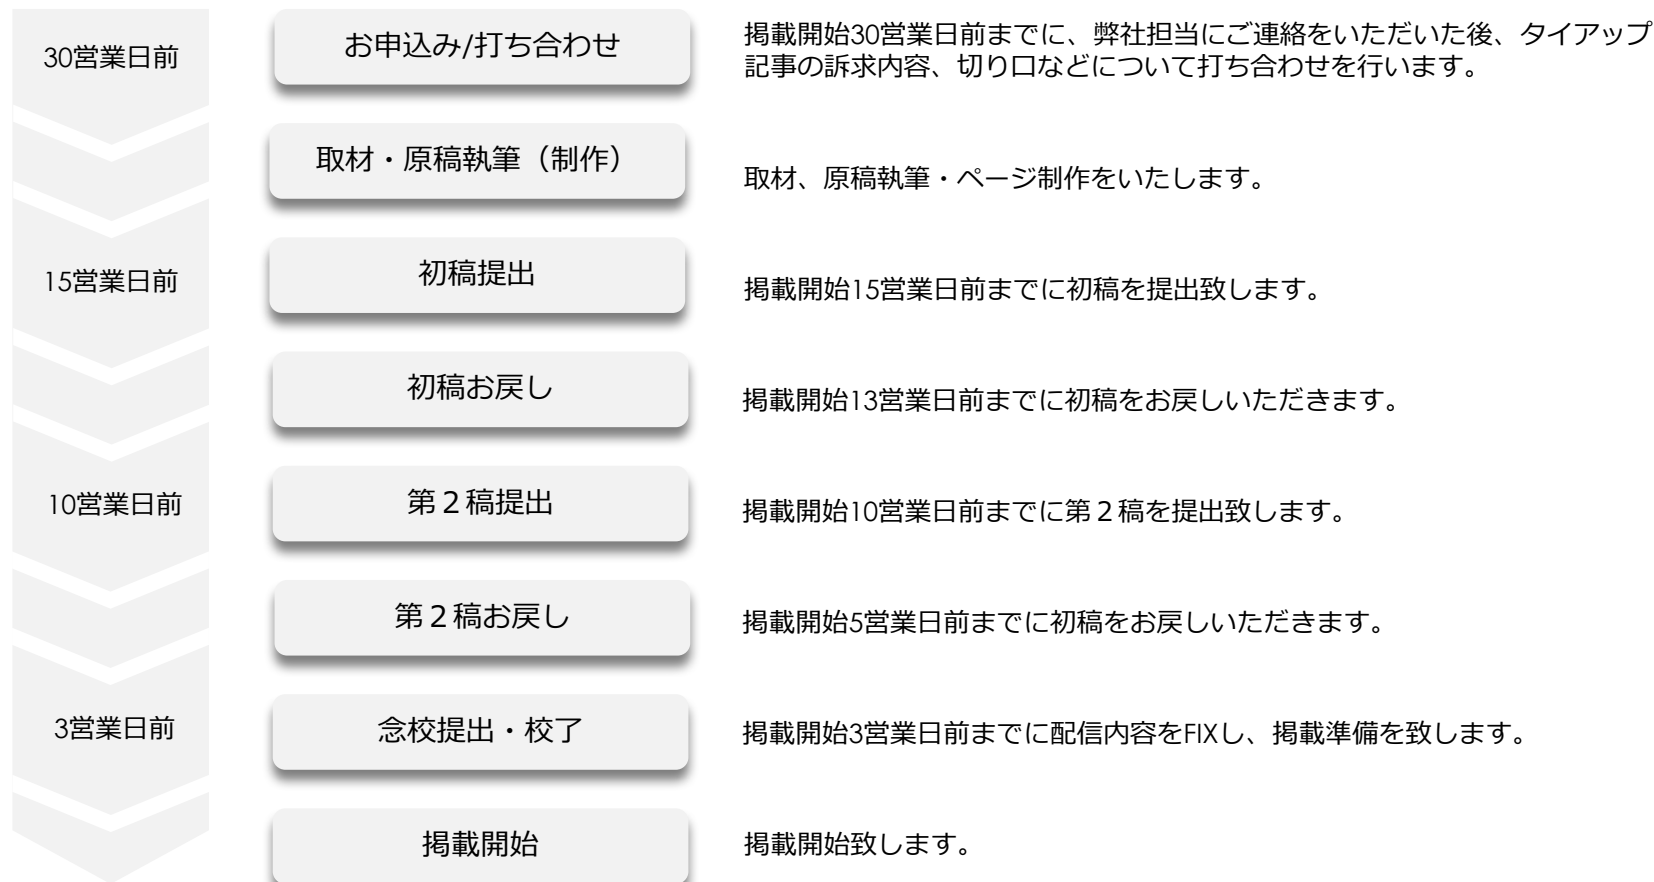 30営業日前
お申込み/打ち合わせ
掲載開始30営業日前までに、弊社担当にご連絡をいただいた後、タイアップ
記事の訴求内容、切り口などについて打ち合わせを行います。
取材・原稿執筆（制作）
取材、原稿執筆・ページ制作をいたします。
15営業日前
初稿提出
掲載開始15営業日前までに初稿を提出致します。
初稿お戻し
掲載開始13営業日前までに初稿をお戻しいただきます。
10営業日前
第２稿提出
掲載開始10営業日前までに第２稿を提出致します。
第２稿お戻し
掲載開始5営業日前までに初稿をお戻しいただきます。
3営業日前
念校提出・校了
掲載開始3営業日前までに配信内容をFIXし、掲載準備を致します。
掲載開始
掲載開始致します。